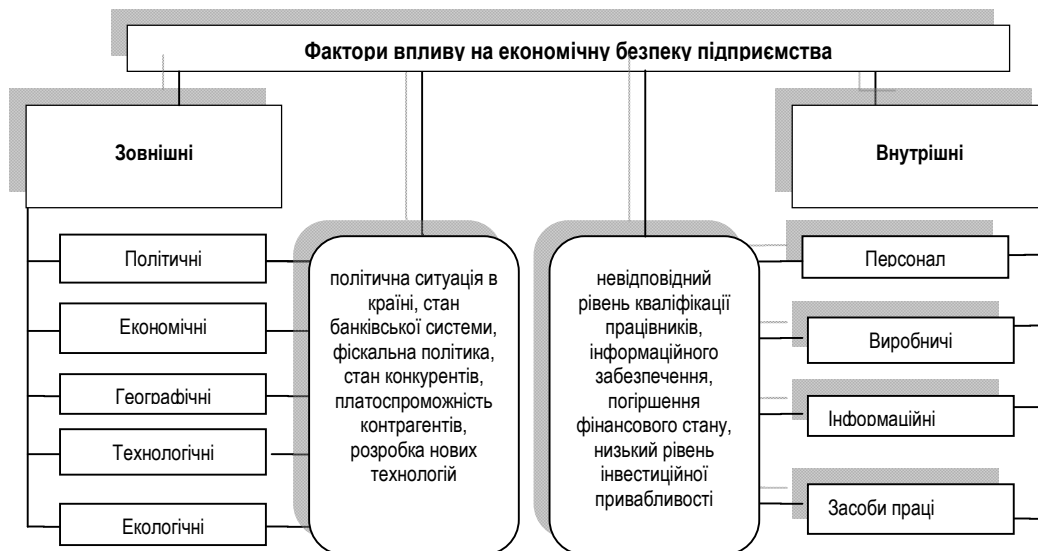 Фактори впливу на економічну безпеку підприємства
Зовнішні
Внутрішні
Політичні
Економічні
Географічні
Технологічні
Екологічні
політична ситуація в
країні, стан
банківської системи,
фіскальна політика,
стан конкурентів,
платоспроможність
контрагентів,
розробка нових
технологій
невідповідний
рівень кваліфікації
працівників,
інформаційного
забезпечення,
погіршення
фінансового стану,
низький рівень
інвестиційної
привабливості
Персонал
Виробничі
Інформаційні
Засоби праці